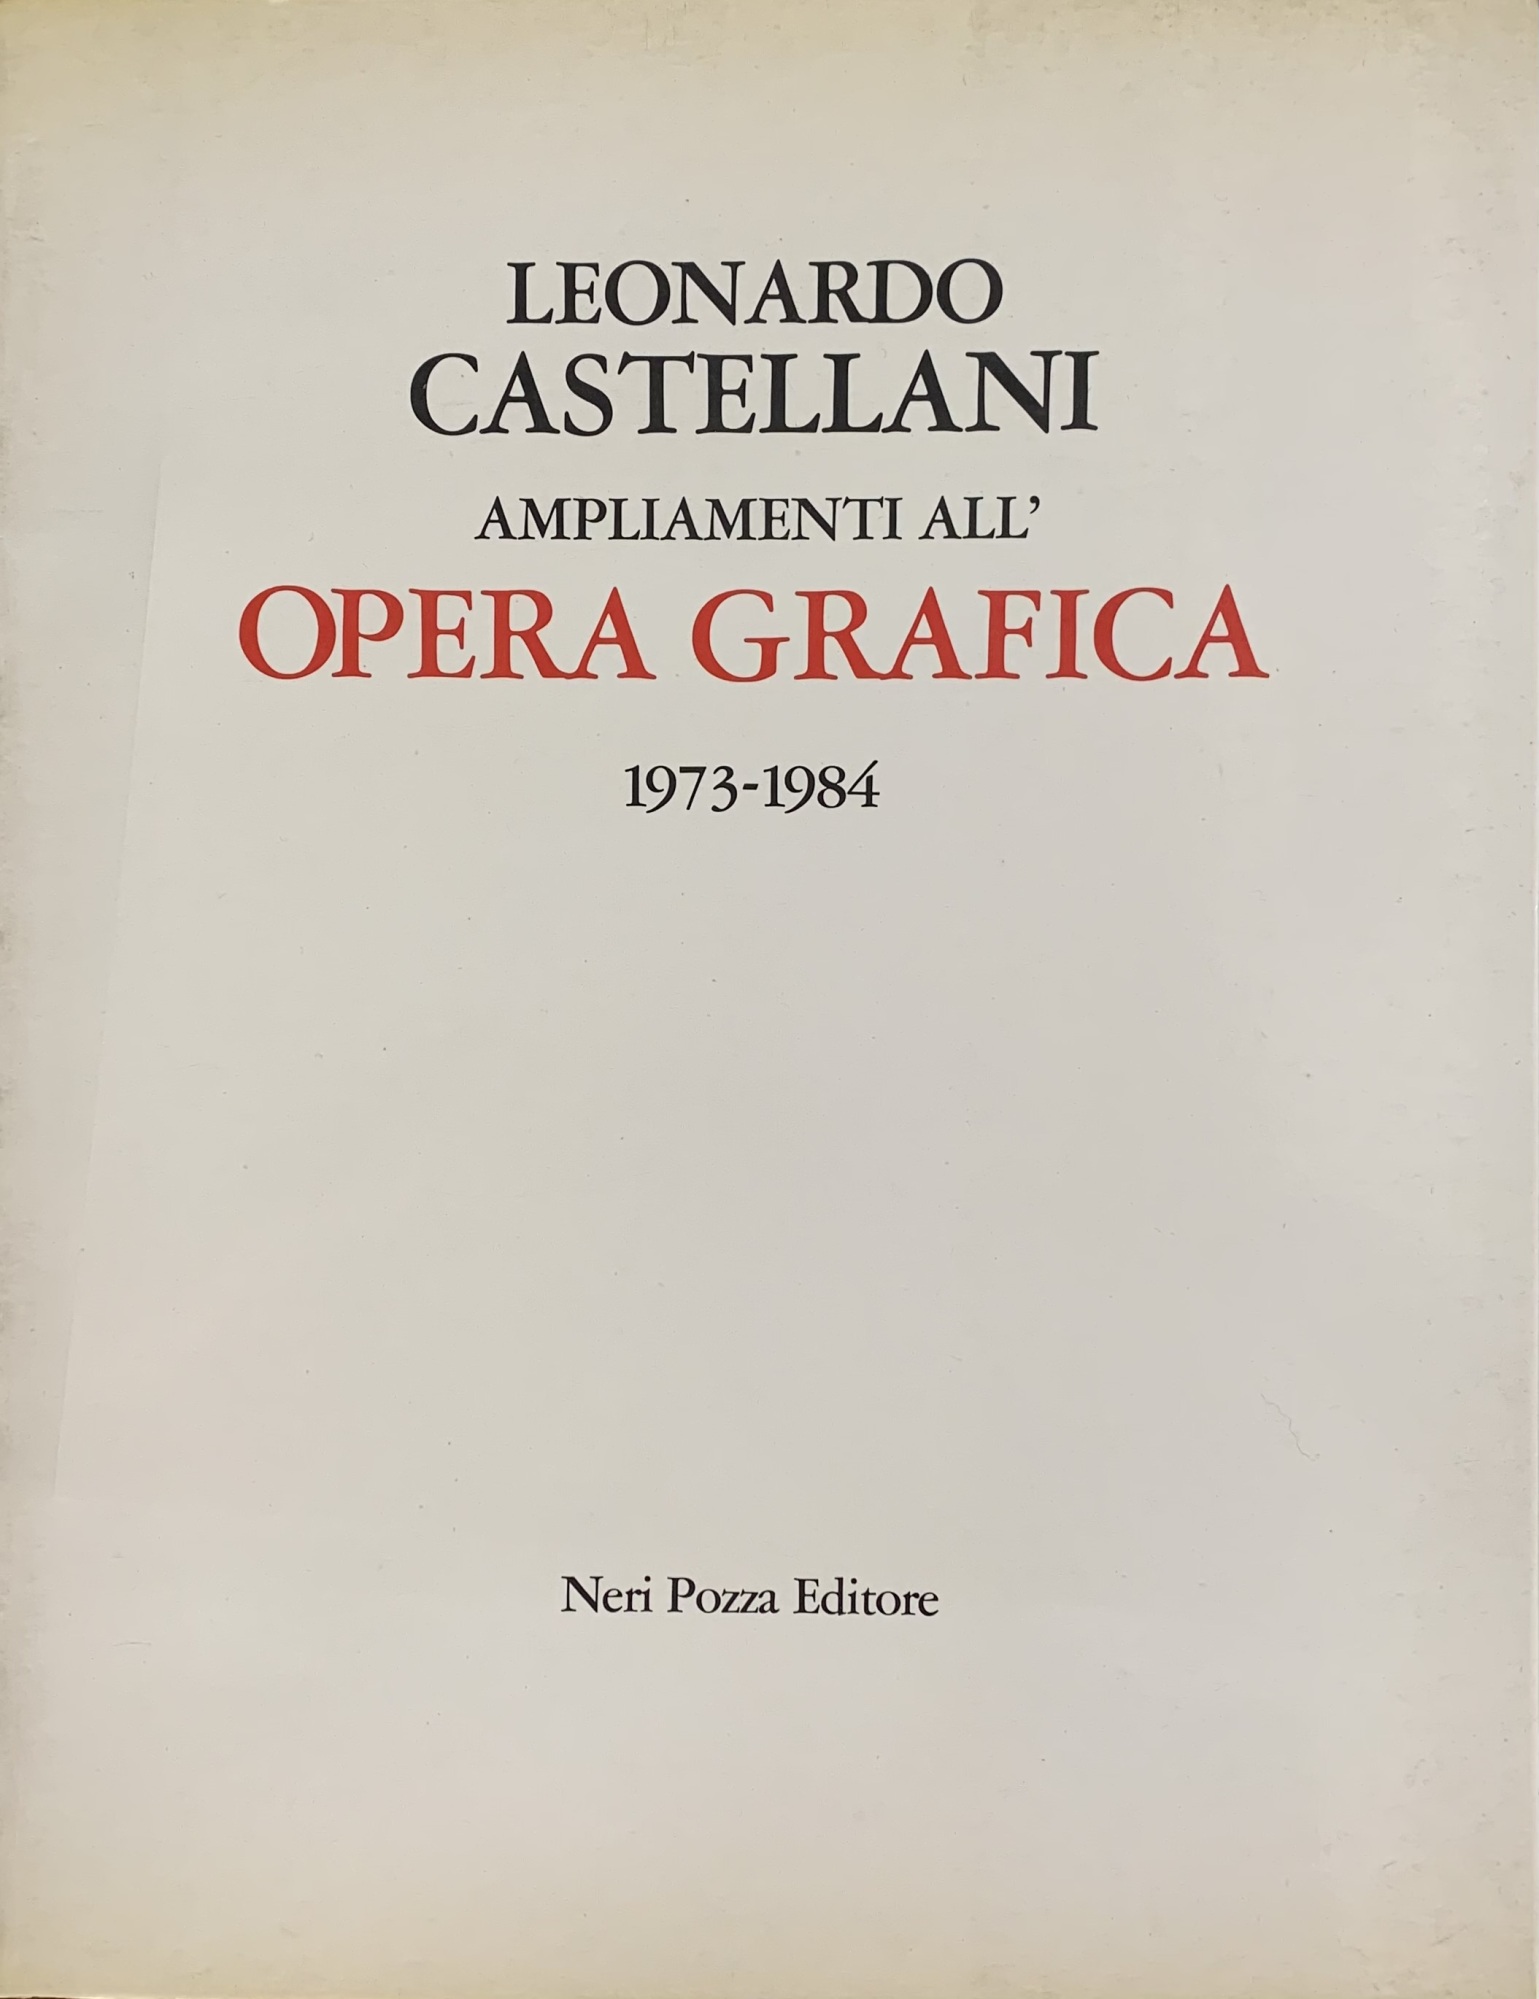 LEONARDO
CASTELLANI
AMPLIAMENTI ALL’
OPERA GRAFICA
1973-1984
Neri Pozza Editore